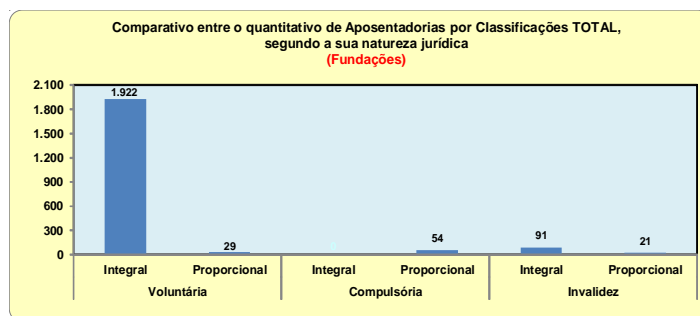 Comparativo entre o quantitativo de Aposentadorias por Classificações TOTAL,
segundo a sua natureza jurídica
(Fundações)
2.100
1.800
1.500
1.200
900
600
300
0
1.922
29
0
54
91
21
Integral Proporcional Integral Proporcional Integral Proporcional
Voluntária Compulsória Invalidez